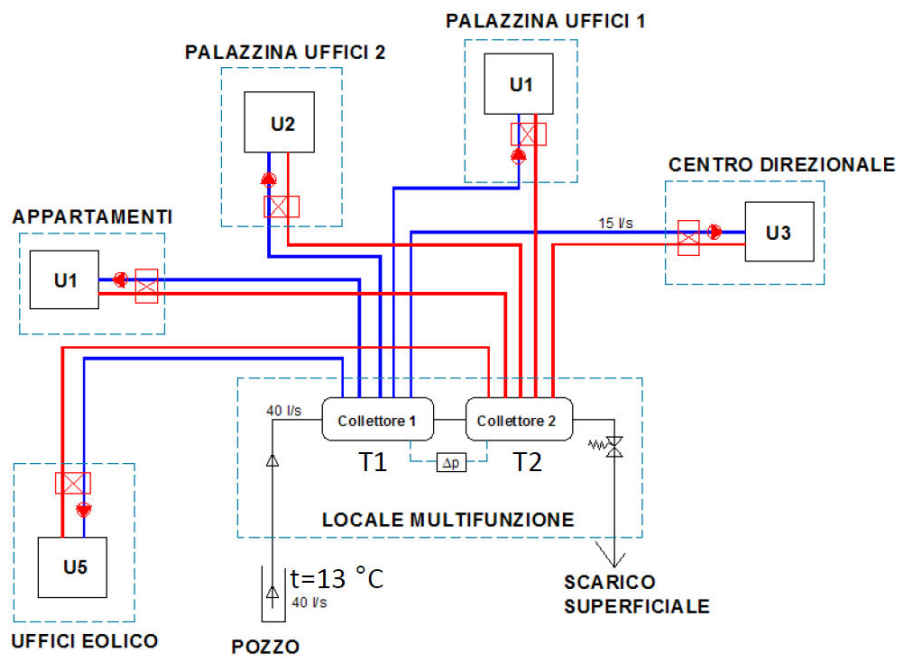 PALAZZINA UFFICI 1
PALAZZINA UFFICI 2
U1
U2
CENTRO DIREZIONALE
APPARTAMENTI
15 l/s
U3
U1
40 l/s
Collettore 1
Collettore 2
T1
Δp
T2
LOCALE MULTIFUNZIONE
U5
t=13 °C
40 l/s
SCARICO
SUPERFICIALE
UFFICI EOLICO
POZZO